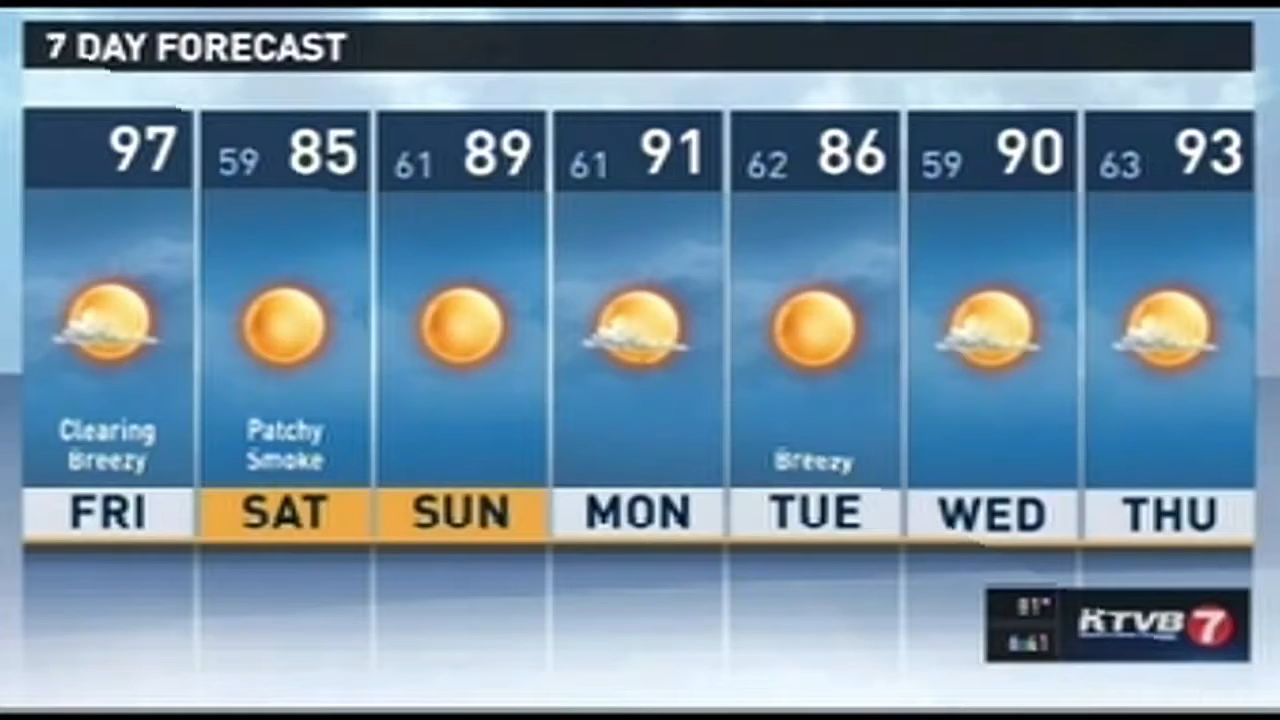 7 DAY FORECAST
97
59 85
61 89
61 91
62 86
59 90
63 93
Clearing
Breezy
Patchy
Smoke
Breezy
FRI
SAT
SUN
MON
TUE
WED
THU
81°
KTVB 7